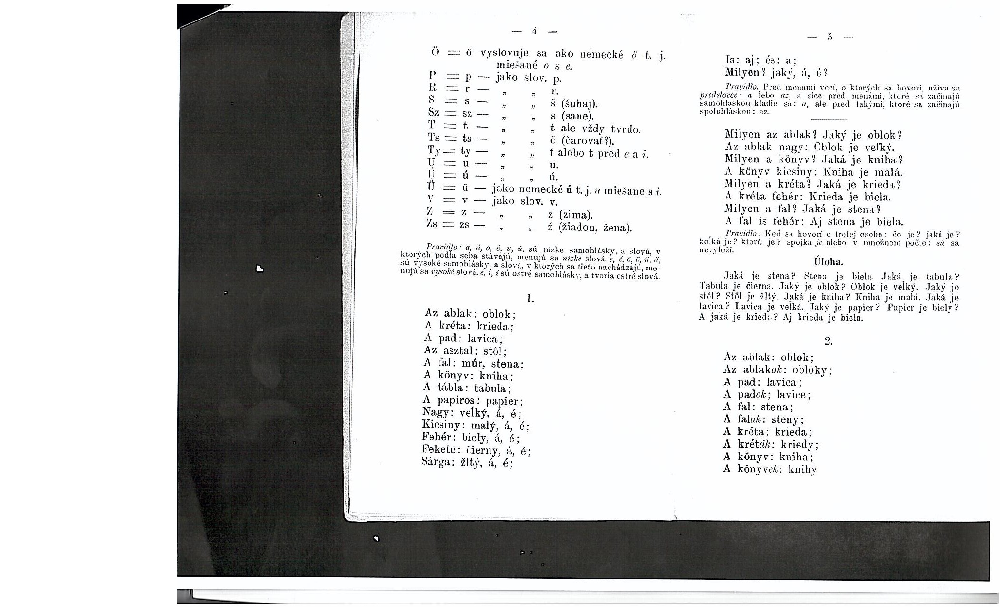 — 4 —
Ö = ö vyslovuje sa ako nemecké ö t. j.
miešané o s e.
P = p — jako slov. p.
R = r — „ „ r.
S = s — „ „ š (šuhaj).
Sz = sz — „ „ s (sane).
T = t — „ „ t ale vždy tvrdo.
Ts = ts — „ „ č (čarovať?).
Ty = ty — „ „ ť alebo t pred e a i.
U = u — „ „ u.
Ú = ú — „ „ ú.
Ü = ü — jako nemecké ü t. j. u miešane s i.
V = v — jako slov. v.
Z = z — „ „ z (zima).
Zs = zs — „ „ ž (žiadon, žena).
Pravidlo: a, á, o, ó, u, ú, sú nízke samohlásky, a slová, v
ktorých podľa seba stávajú, menujú sa nízke slová e, é, ö, ő, ü, ű,
sú vysoké samohlásky, a slová, v ktorých sa tieto nachádzajú, me-
nujú sa vysoké slová. é, i, í sú ostré samohlásky, a tvoria ostré slová.
1.
Az ablak: oblok;
A kréta: krieda;
A pad: lavica;
Az asztal: stôl;
A fal: múr, stena;
A könyv: kniha;
A tábla: tabula;
A papiros: papier;
Nagy: veľký, á, é;
Kicsiny: malý, á, é;
Fehér: biely, á, é;
Fekete: čierny, á, é;
Sárga: žltý, á, é;
— 5 —
Is: aj; és: a;
Milyen? jaký, á, é?
Pravidlo. Pred menami veci, o ktorých sa hovorí, užíva sa
predslovce: a lebo az, a síce pred menámi, ktoré sa začínajú
samohláskou kladie sa: a, ale pred takými, ktoré sa začínajú
spoluhláskou: az.
Milyen az ablak? Jaký je oblok?
Az ablak nagy: Oblok je veľký.
Milyen a könyv? Jaká je kniha?
A könyv kicsiny: Kniha je malá.
Milyen a kréta? Jaká je krieda?
A kréta fehér: Krieda je biela.
Milyen a fal? Jaká je stena?
A fal is fehér: Aj stena je biela.
Pravidlo: Keď sa hovorí o tretej osobe: čo je? jaká je?
kolká je? ktorá je? spojka je alebo v množnom počte: sú sa
nevyloží.
Úloha.
Jaká je stena? Stena je biela. Jaká je tabula?
Tabula je čierna. Jaký je oblok? Oblok je veľký. Jaký je
stôl? Stôl je žltý. Jaká je kniha? Kniha je malá. Jaká je
lavica? Lavica je veľká. Jaký je papier? Papier je biely?
A jaká je krieda? Aj krieda je biela.
2.
Az ablak: oblok;
Az ablakok: obloky;
A pad: lavica;
A padok; lavice;
A fal: stena;
A falak: steny;
A kréta: krieda;
A kréták: kriedy;
A könyv: kniha;
A könyvek: knihy